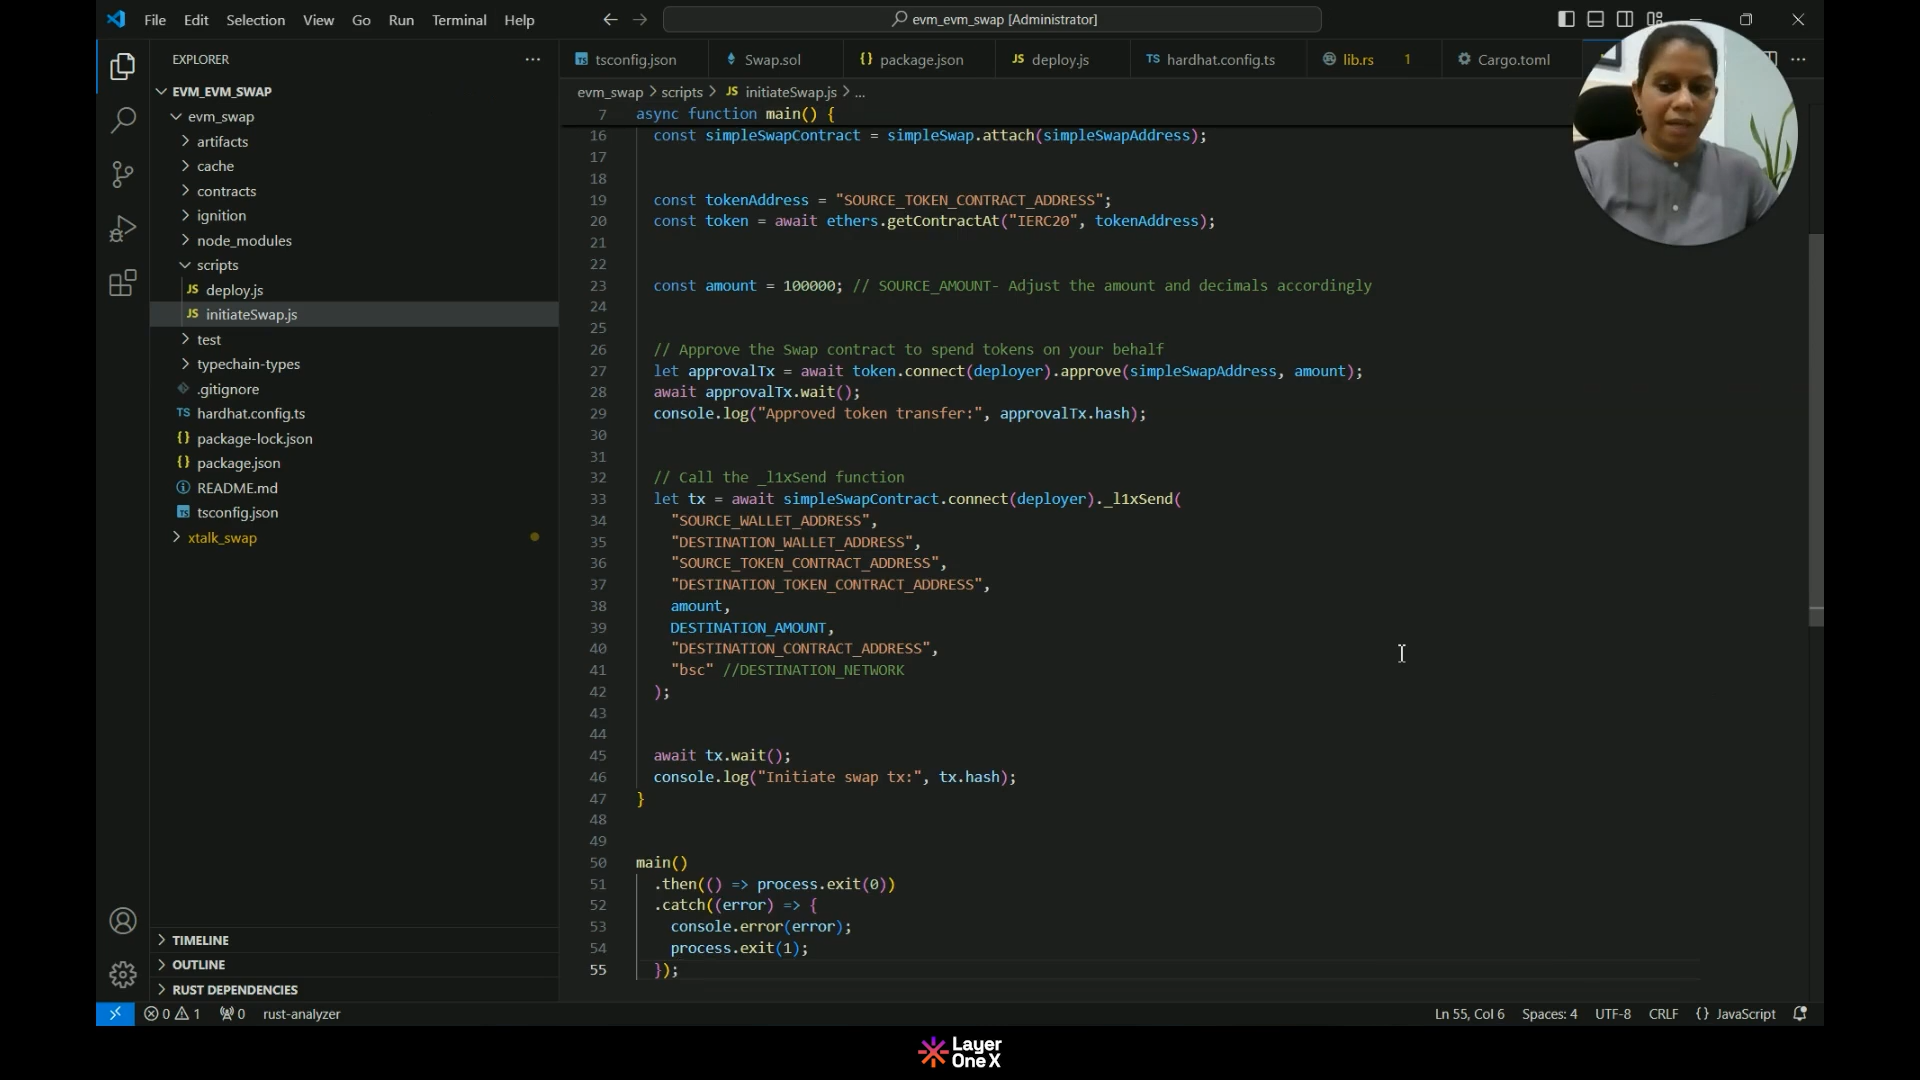 File Edit Selection View Go Run Terminal Help
evm_evm_swap [Administrator]
EXPLORER
EVM_EVM_SWAP
evm_swap
artifacts
cache
contracts
ignition
node_modules
scripts
JS deploy.js
JS initiateSwap.js
test
typechain-types
.gitignore
TS hardhat.config.ts
{} package-lock.json
{} package.json
README.md
TS tsconfig.json
xtalk_swap
TIMELINE
OUTLINE
RUST DEPENDENCIES
TS tsconfig.json Swap.sol {} package.json JS deploy.js TS hardhat.config.ts lib.rs 1 Cargo.toml
evm_swap > scripts > JS initiateSwap.js > ...
7 async function main() {
16 const simpleSwapContract = simpleSwap.attach(simpleSwapAddress);
17
18
19 const tokenAddress = "SOURCE_TOKEN_CONTRACT_ADDRESS";
20 const token = await ethers.getContractAt("IERC20", tokenAddress);
21
22
23 const amount = 100000; // SOURCE_AMOUNT- Adjust the amount and decimals accordingly
24
25
26 // Approve the Swap contract to spend tokens on your behalf
27 let approvalTx = await token.connect(deployer).approve(simpleSwapAddress, amount);
28 await approvalTx.wait();
29 console.log("Approved token transfer:", approvalTx.hash);
30
31
32 // Call the _l1xSend function
33 let tx = await simpleSwapContract.connect(deployer)._l1xSend(
34 "SOURCE_WALLET_ADDRESS",
35 "DESTINATION_WALLET_ADDRESS",
36 "SOURCE_TOKEN_CONTRACT_ADDRESS",
37 "DESTINATION_TOKEN_CONTRACT_ADDRESS",
38 amount,
39 DESTINATION_AMOUNT,
40 "DESTINATION_CONTRACT_ADDRESS",
41 "bsc" //DESTINATION_NETWORK
42 );
43
44
45 await tx.wait();
46 console.log("Initiate swap tx:", tx.hash);
47 }
48
49
50 main()
51 .then(() => process.exit(0))
52 .catch((error) => {
53 console.error(error);
54 process.exit(1);
55 });
0 1 0 rust-analyzer
Ln 55, Col 6 Spaces: 4 UTF-8 CRLF {} JavaScript
Layer
One X